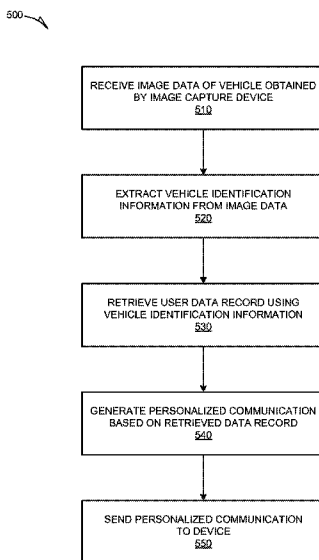 500
RECEIVE IMAGE DATA OF VEHICLE OBTAINED
BY IMAGE CAPTURE DEVICE
510
EXTRACT VEHICLE IDENTIFICATION
INFORMATION FROM IMAGE DATA
520
RETRIEVE USER DATA RECORD USING
VEHICLE IDENTIFICATION INFORMATION
530
GENERATE PERSONALIZED COMMUNICATION
BASED ON RETRIEVED DATA RECORD
540
SEND PERSONALIZED COMMUNICATION
TO DEVICE
550